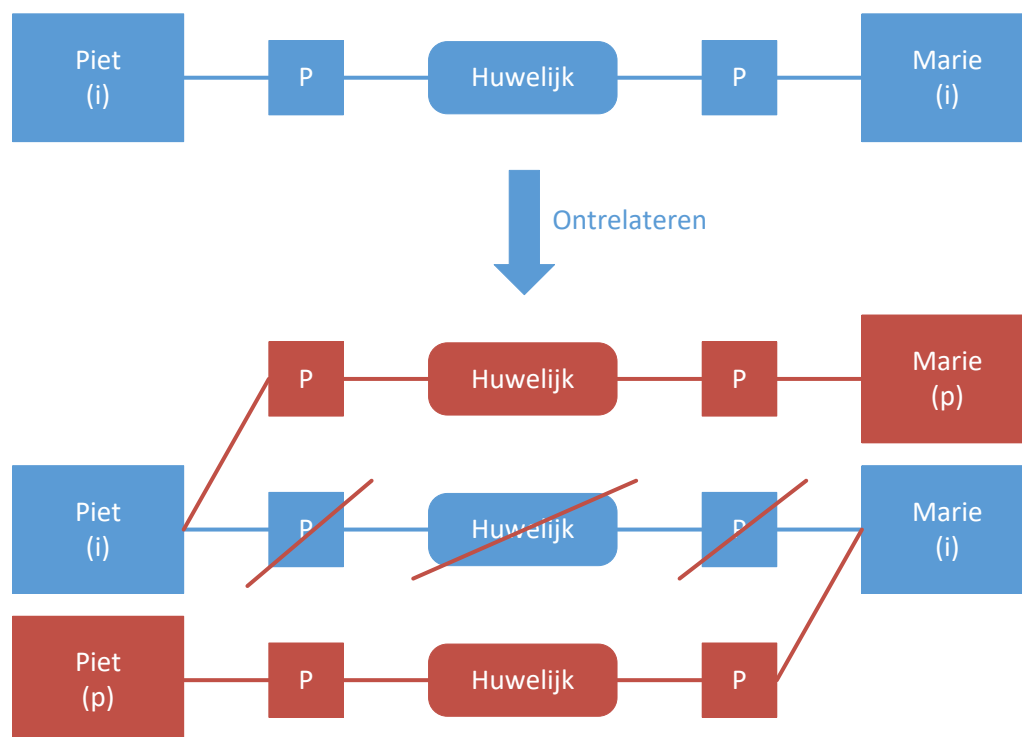 Piet
(i)
P
Huwelijk
P
Marie
(i)
Ontrelateren
P
Huwelijk
P
Marie
(p)
Piet
(i)
P
Huwelijk
P
Marie
(i)
Piet
(p)
P
Huwelijk
P